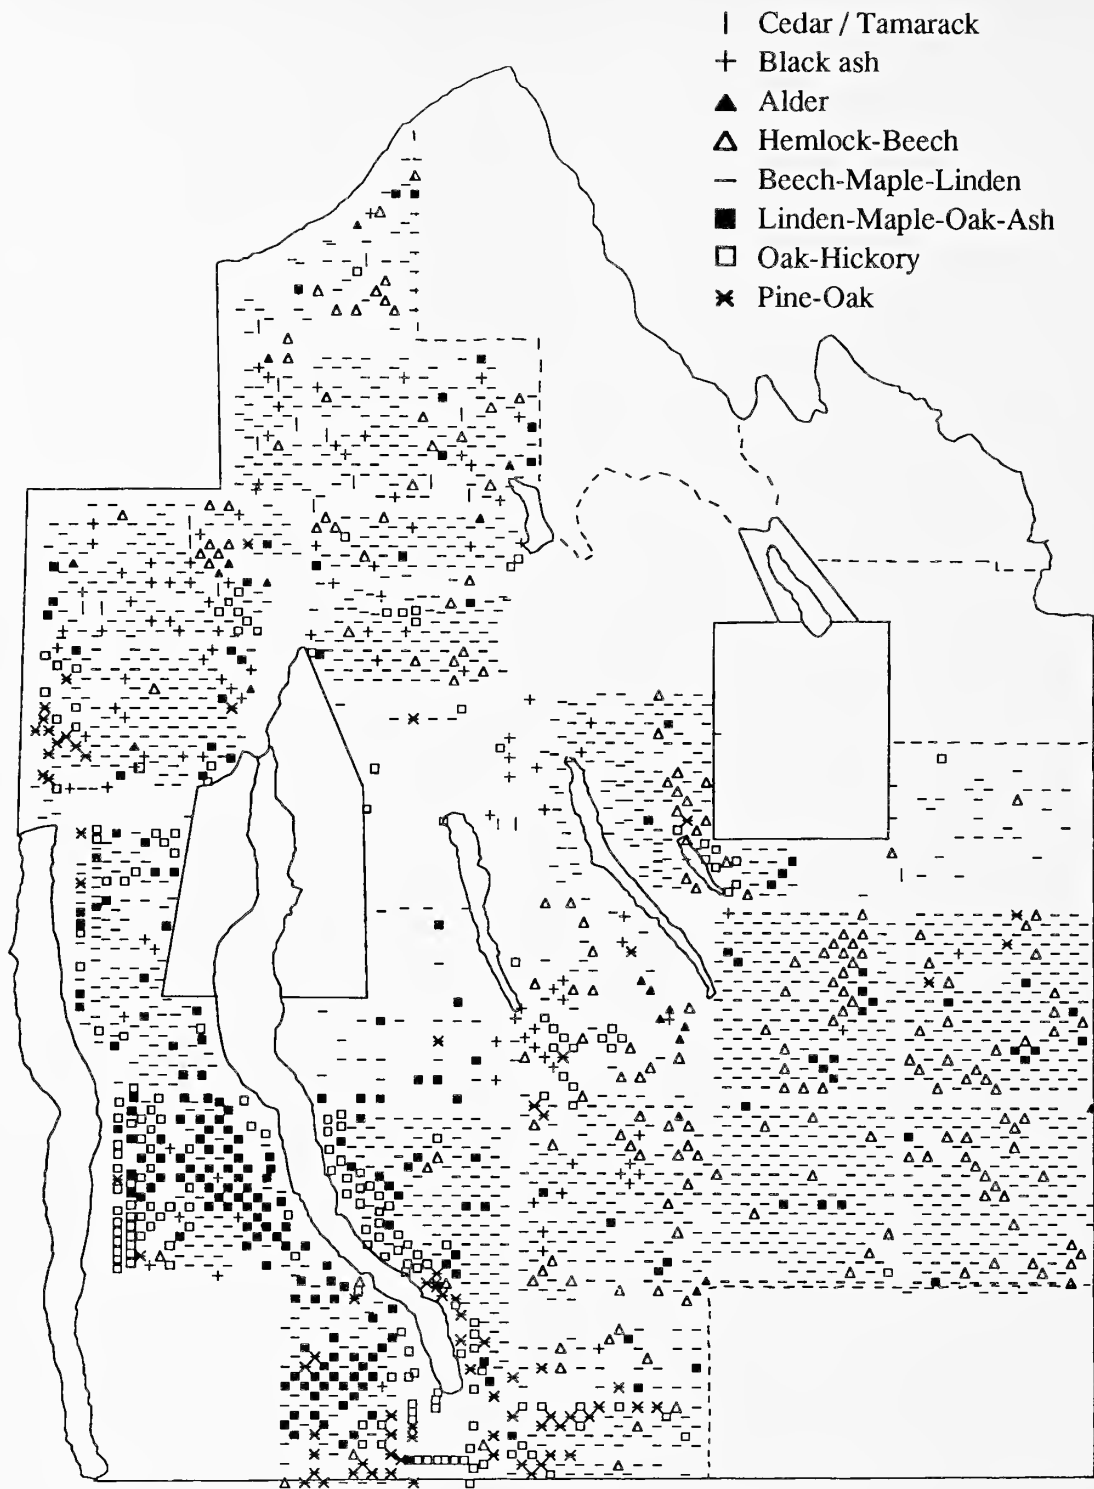 Cedar / Tamarack
Black ash
Alder
Hemlock-Beech
Beech-Maple-Linden
Linden-Maple-Oak-Ash
Oak-Hickory
Pine-Oak